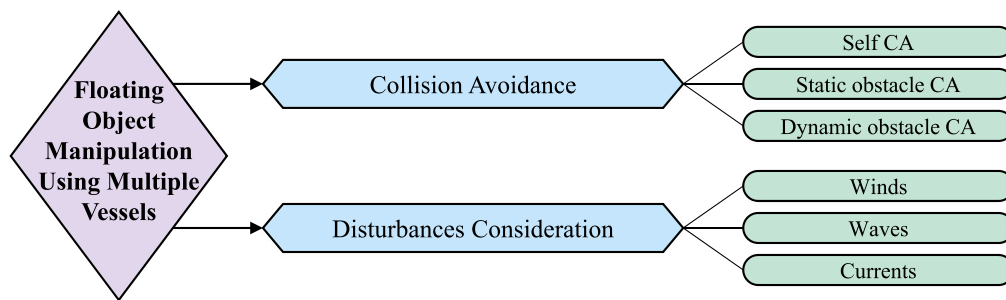 Floating
Object
Manipulation
Using Multiple
Vessels
Collision Avoidance
Self CA
Static obstacle CA
Dynamic obstacle CA
Disturbances Consideration
Winds
Waves
Currents